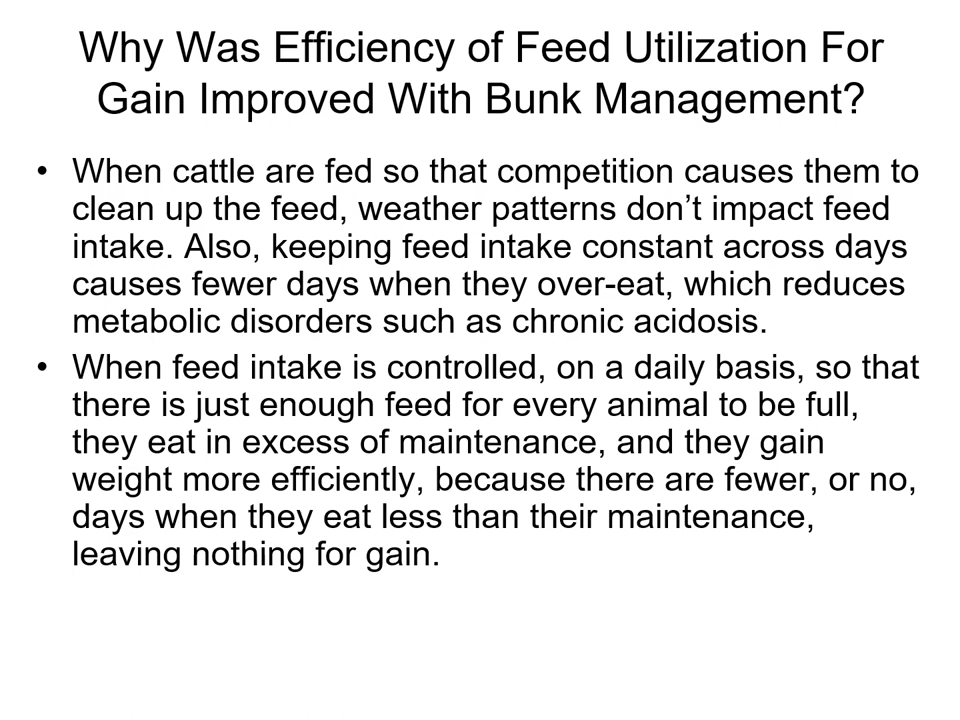 Why Was Efficiency of Feed Utilization For
Gain Improved With Bunk Management?
• When cattle are fed so that competition causes them to
clean up the feed, weather patterns don’t impact feed
intake. Also, keeping feed intake constant across days
causes fewer days when they over-eat, which reduces
metabolic disorders such as chronic acidosis.
• When feed intake is controlled, on a daily basis, so that
there is just enough feed for every animal to be full,
they eat in excess of maintenance, and they gain
weight more efficiently, because there are fewer, or no,
days when they eat less than their maintenance,
leaving nothing for gain.